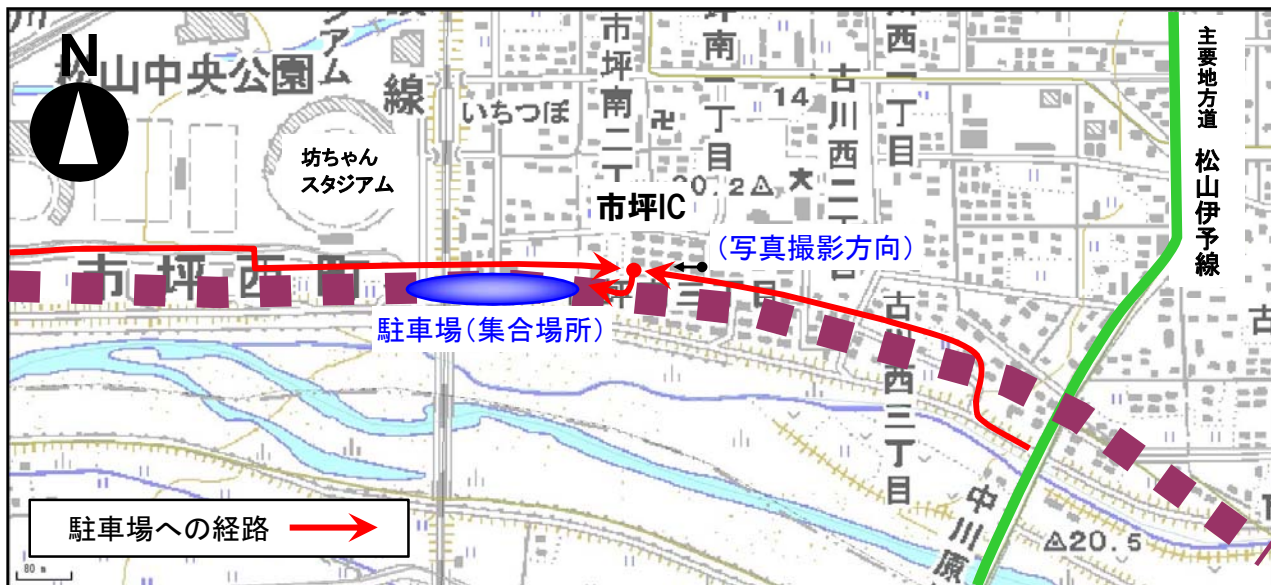 N
山中央公園
いちつぼ
市坪南二丁
14
古川西二丁目
西一丁目
主要地方道 松山伊予線
坊ちゃん
スタジアム
20.2
市坪IC
(写真撮影方向)
市坪西町
駐車場(集合場所)
西三丁目
中川原
20.5
駐車場への経路
80 m